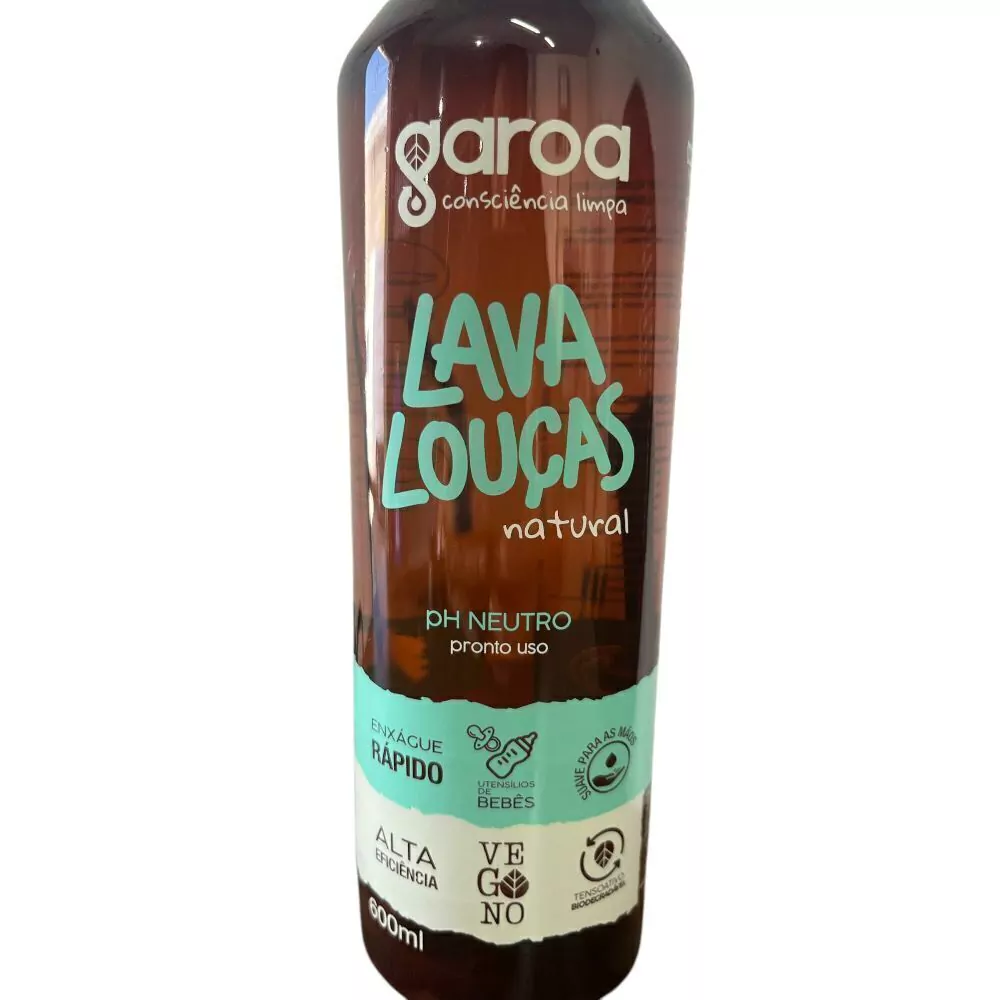 garoa
consciência limpa
LAVA
LOUÇAS
natural
pH NEUTRO
pronto uso
ENXÁGUE
RÁPIDO
UTENSÍLIOS
DE
BEBÊS
SUAVE PARA AS MÃOS
ALTA
EFICIÊNCIA
VE
G NO
TENSOATIVO
BIODEGRADÁVEL
600ml